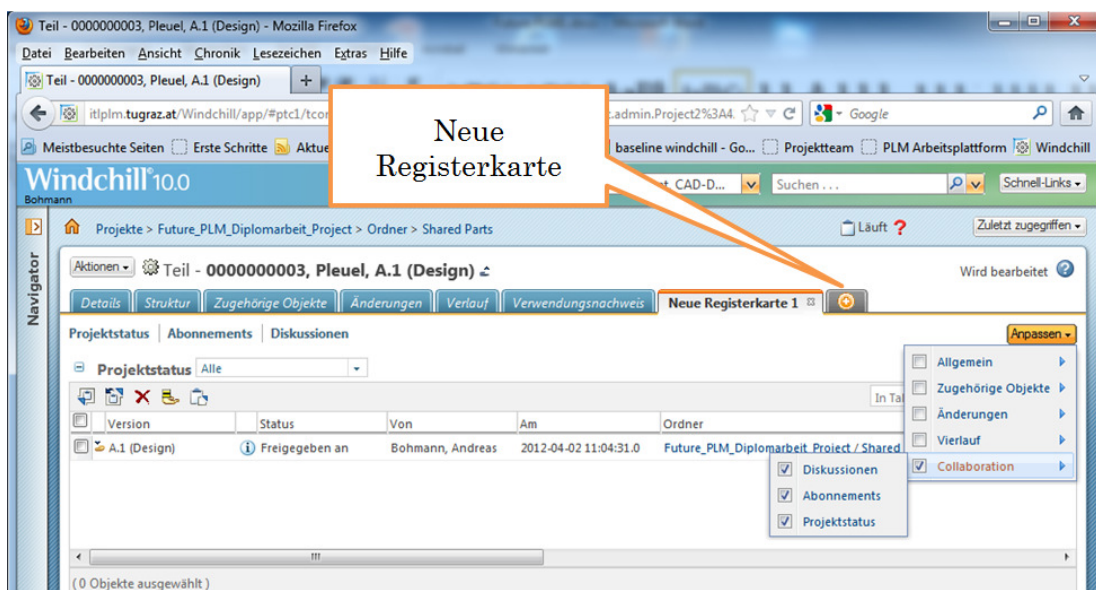 Teil - 0000000003, Pleuel, A.1 (Design) - Mozilla Firefox
Datei Bearbeiten Ansicht Chronik Lesezeichen Extras Hilfe
Teil - 0000000003, Pleuel, A.1 (Design) +
itlplm.tugraz.at/Windchill/app/#ptc1/tcor t.admin.Project2%3A4. Google
Neue
Registerkarte
Meistbesuchte Seiten Erste Schritte Aktue baseline windchill - Go... Projektteam PLM Arbeitsplattform Windchill
Windchill 10.0 CAD-D... Suchen ... Schnell-Links
Bohmann
Projekte > Future_PLM_Diplomarbeit_Project > Ordner > Shared Parts Läuft ? Zuletzt zugegriffen
Navigator
Aktionen Teil - 0000000003, Pleuel, A.1 (Design) Wird bearbeitet ?
Details Struktur Zugehörige Objekte Änderungen Verlauf Verwendungsnachweis Neue Registerkarte 1
Projektstatus | Abonnements | Diskussionen Anpassen
Projektstatus Alle
Allgemein
Zugehörige Objekte
Änderungen
Vierlauf
Collaboration
In Tal
Version Status Von Am Ordner
A.1 (Design) Freigegeben an Bohmann, Andreas 2012-04-02 11:04:31.0 Future_PLM_Diplomarbeit_Project / Shared
Diskussionen
Abonnements
Projektstatus
(0 Objekte ausgewählt)